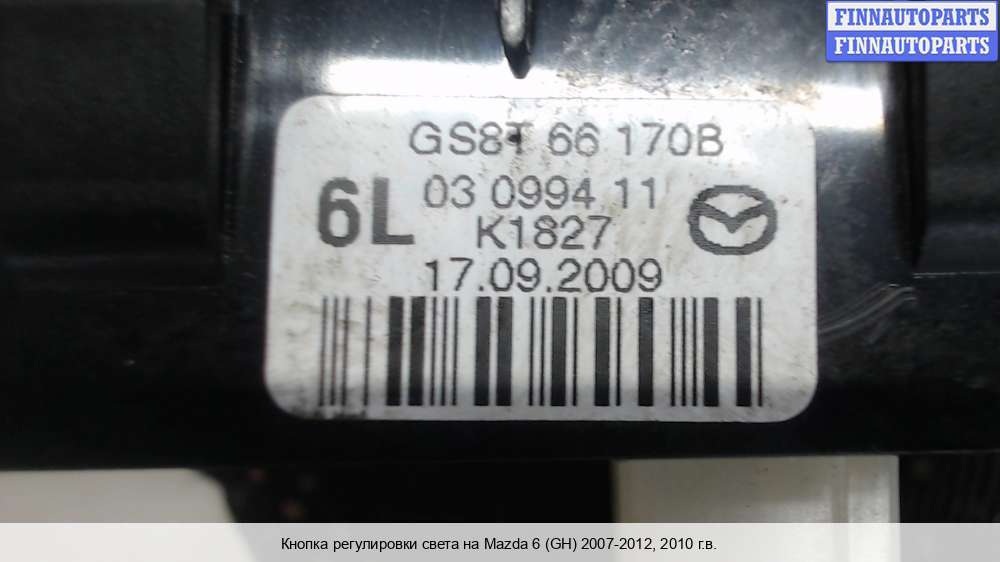 FINNAUTOPARTS
FINNAUTOPARTS
GS8T 66 170B
6L
03 0994 11
K1827
17.09.2009
Кнопка регулировки света на Mazda 6 (GH) 2007-2012, 2010 г.в.